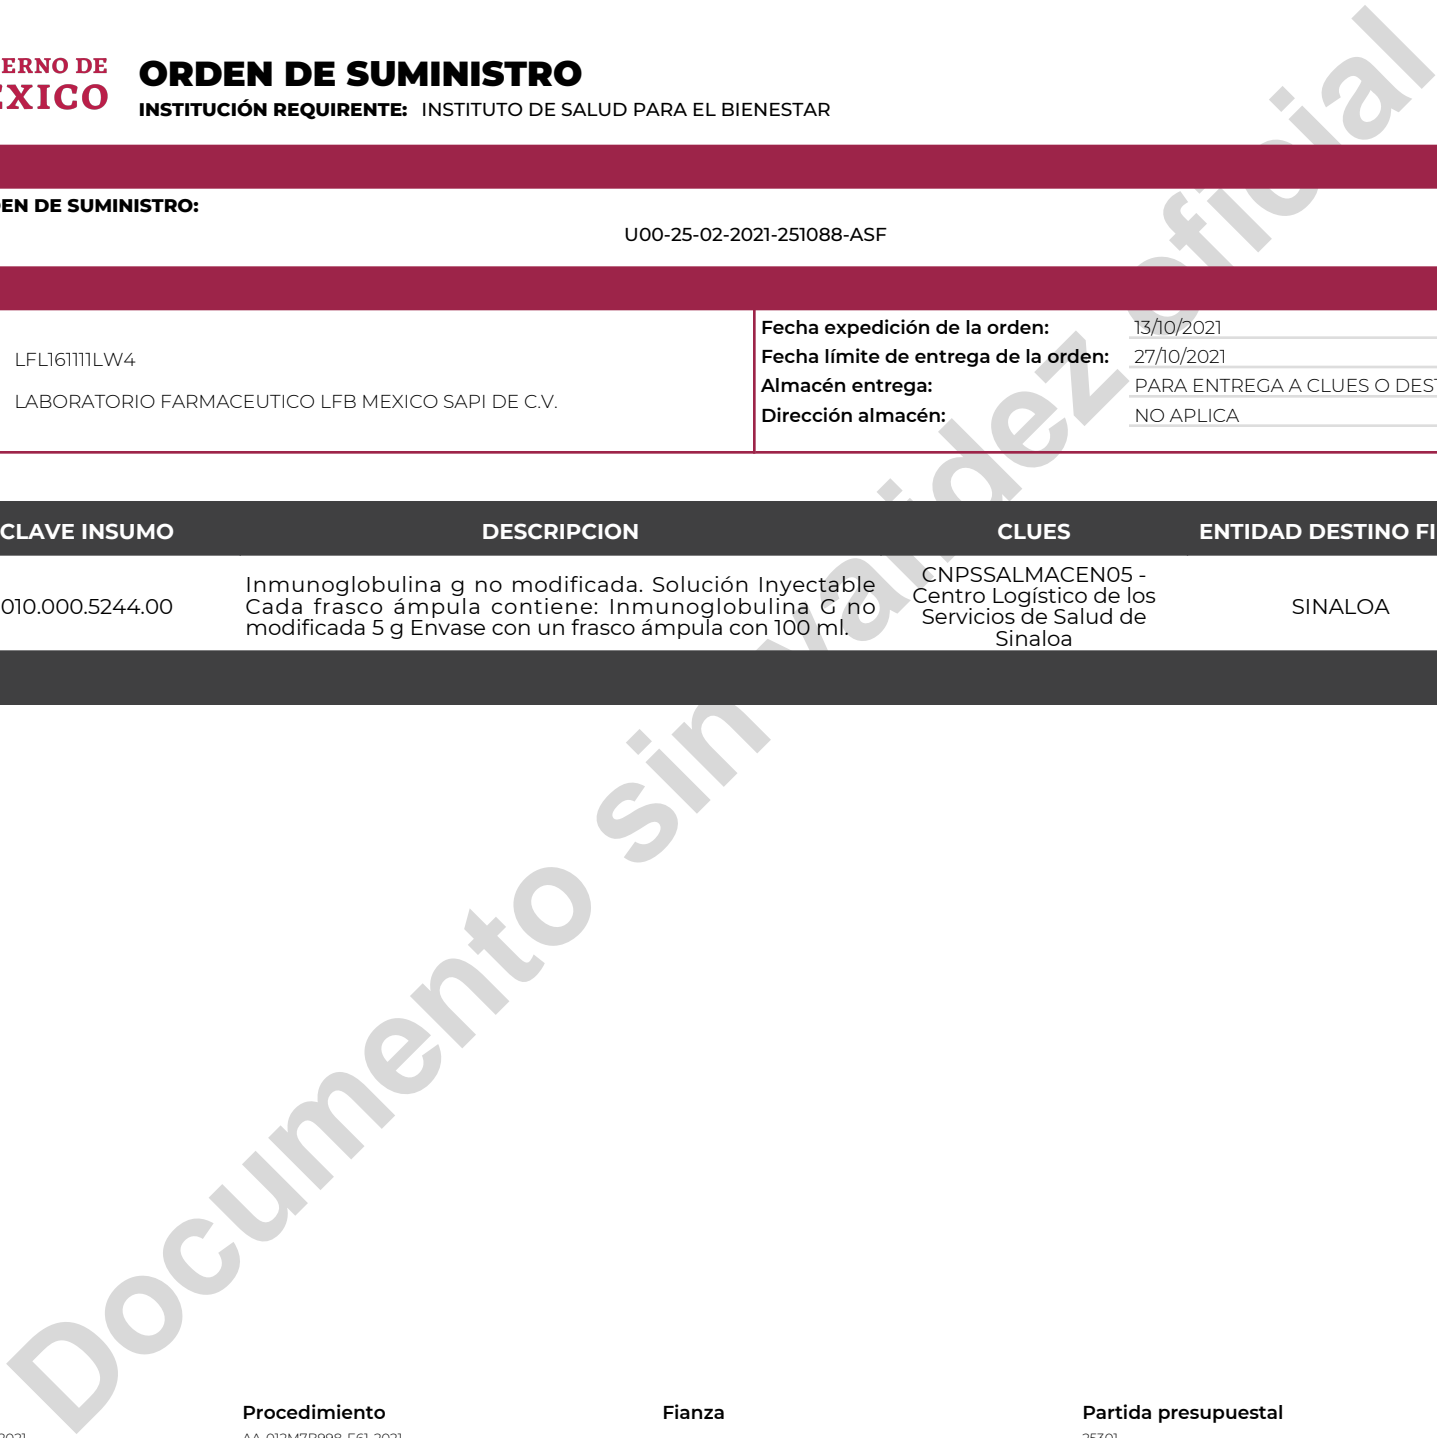 ERNO DE
EXICO
ORDEN DE SUMINISTRO
INSTITUCIÓN REQUIRENTE: INSTITUTO DE SALUD PARA EL BIENESTAR
EN DE SUMINISTRO:
U00-25-02-2021-251088-ASF
LFL161111LW4
LABORATORIO FARMACEUTICO LFB MEXICO SAPI DE C.V.
Fecha expedición de la orden: 13/10/2021
Fecha límite de entrega de la orden: 27/10/2021
Almacén entrega: PARA ENTREGA A CLUES O DEST
Dirección almacén: NO APLICA
CLAVE INSUMO DESCRIPCION CLUES ENTIDAD DESTINO FI
010.000.5244.00
Inmunoglobulina g no modificada. Solución Inyectable
Cada frasco ámpula contiene: Inmunoglobulina G no
modificada 5 g Envase con un frasco ámpula con 100 ml.
CNPSSALMACEN05 -
Centro Logístico de los
Servicios de Salud de
Sinaloa
SINALOA
Documento sin validez oficial
Procedimiento Fianza Partida presupuestal